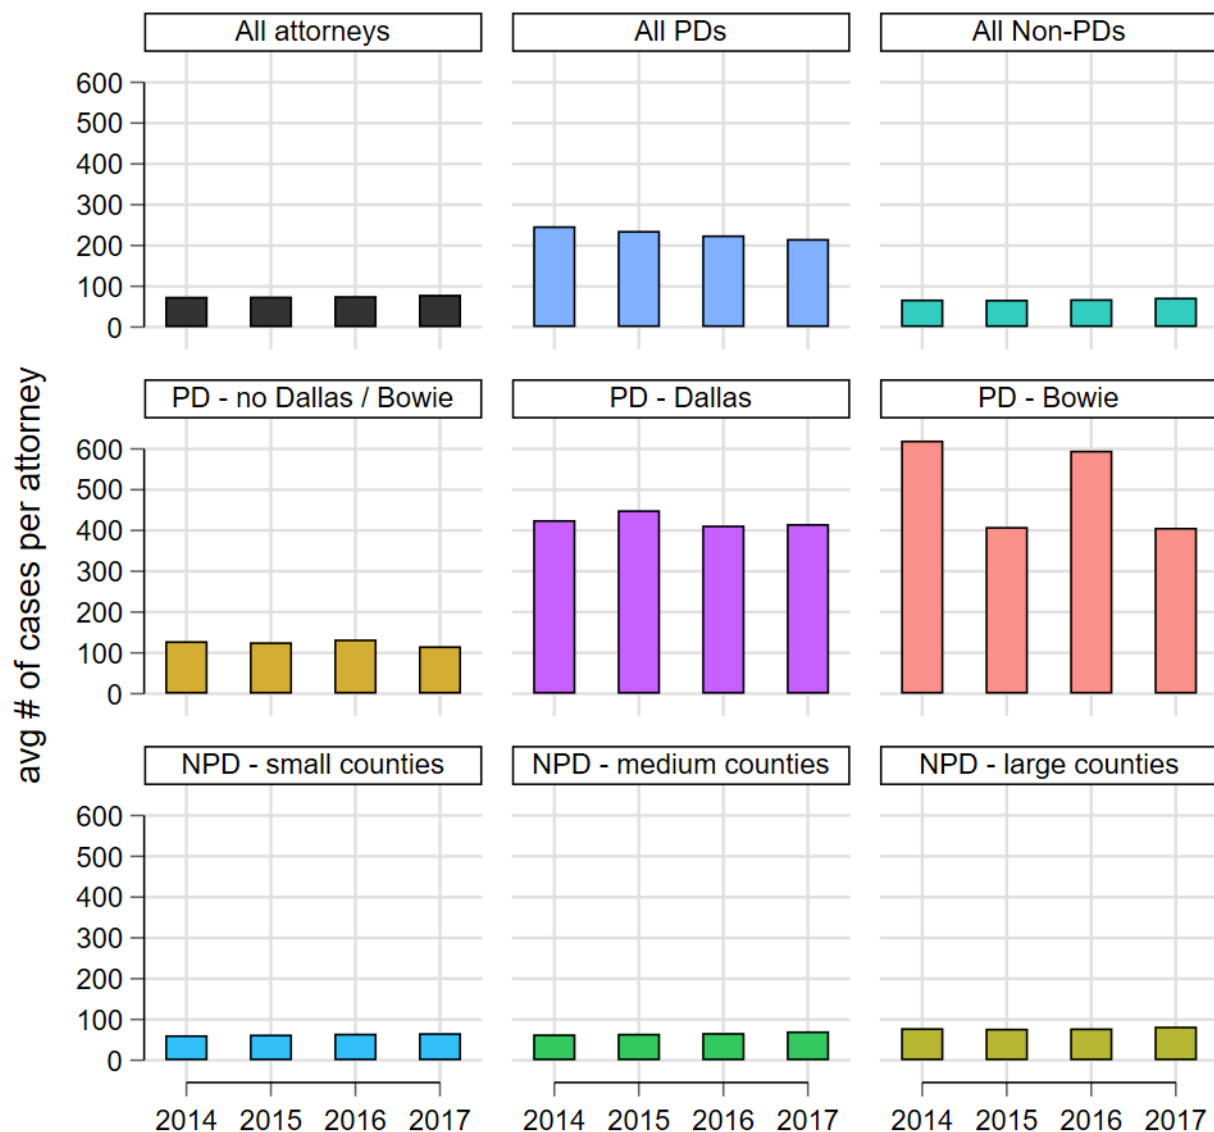 All attorneys
All PDs
All Non-PDs
600
500
400
300
200
100
0
PD - no Dallas / Bowie
PD - Dallas
PD - Bowie
600
500
400
300
200
100
0
avg # of cases per attorney
NPD - small counties
NPD - medium counties
NPD - large counties
600
500
400
300
200
100
0
2014 2015 2016 2017
2014 2015 2016 2017
2014 2015 2016 2017